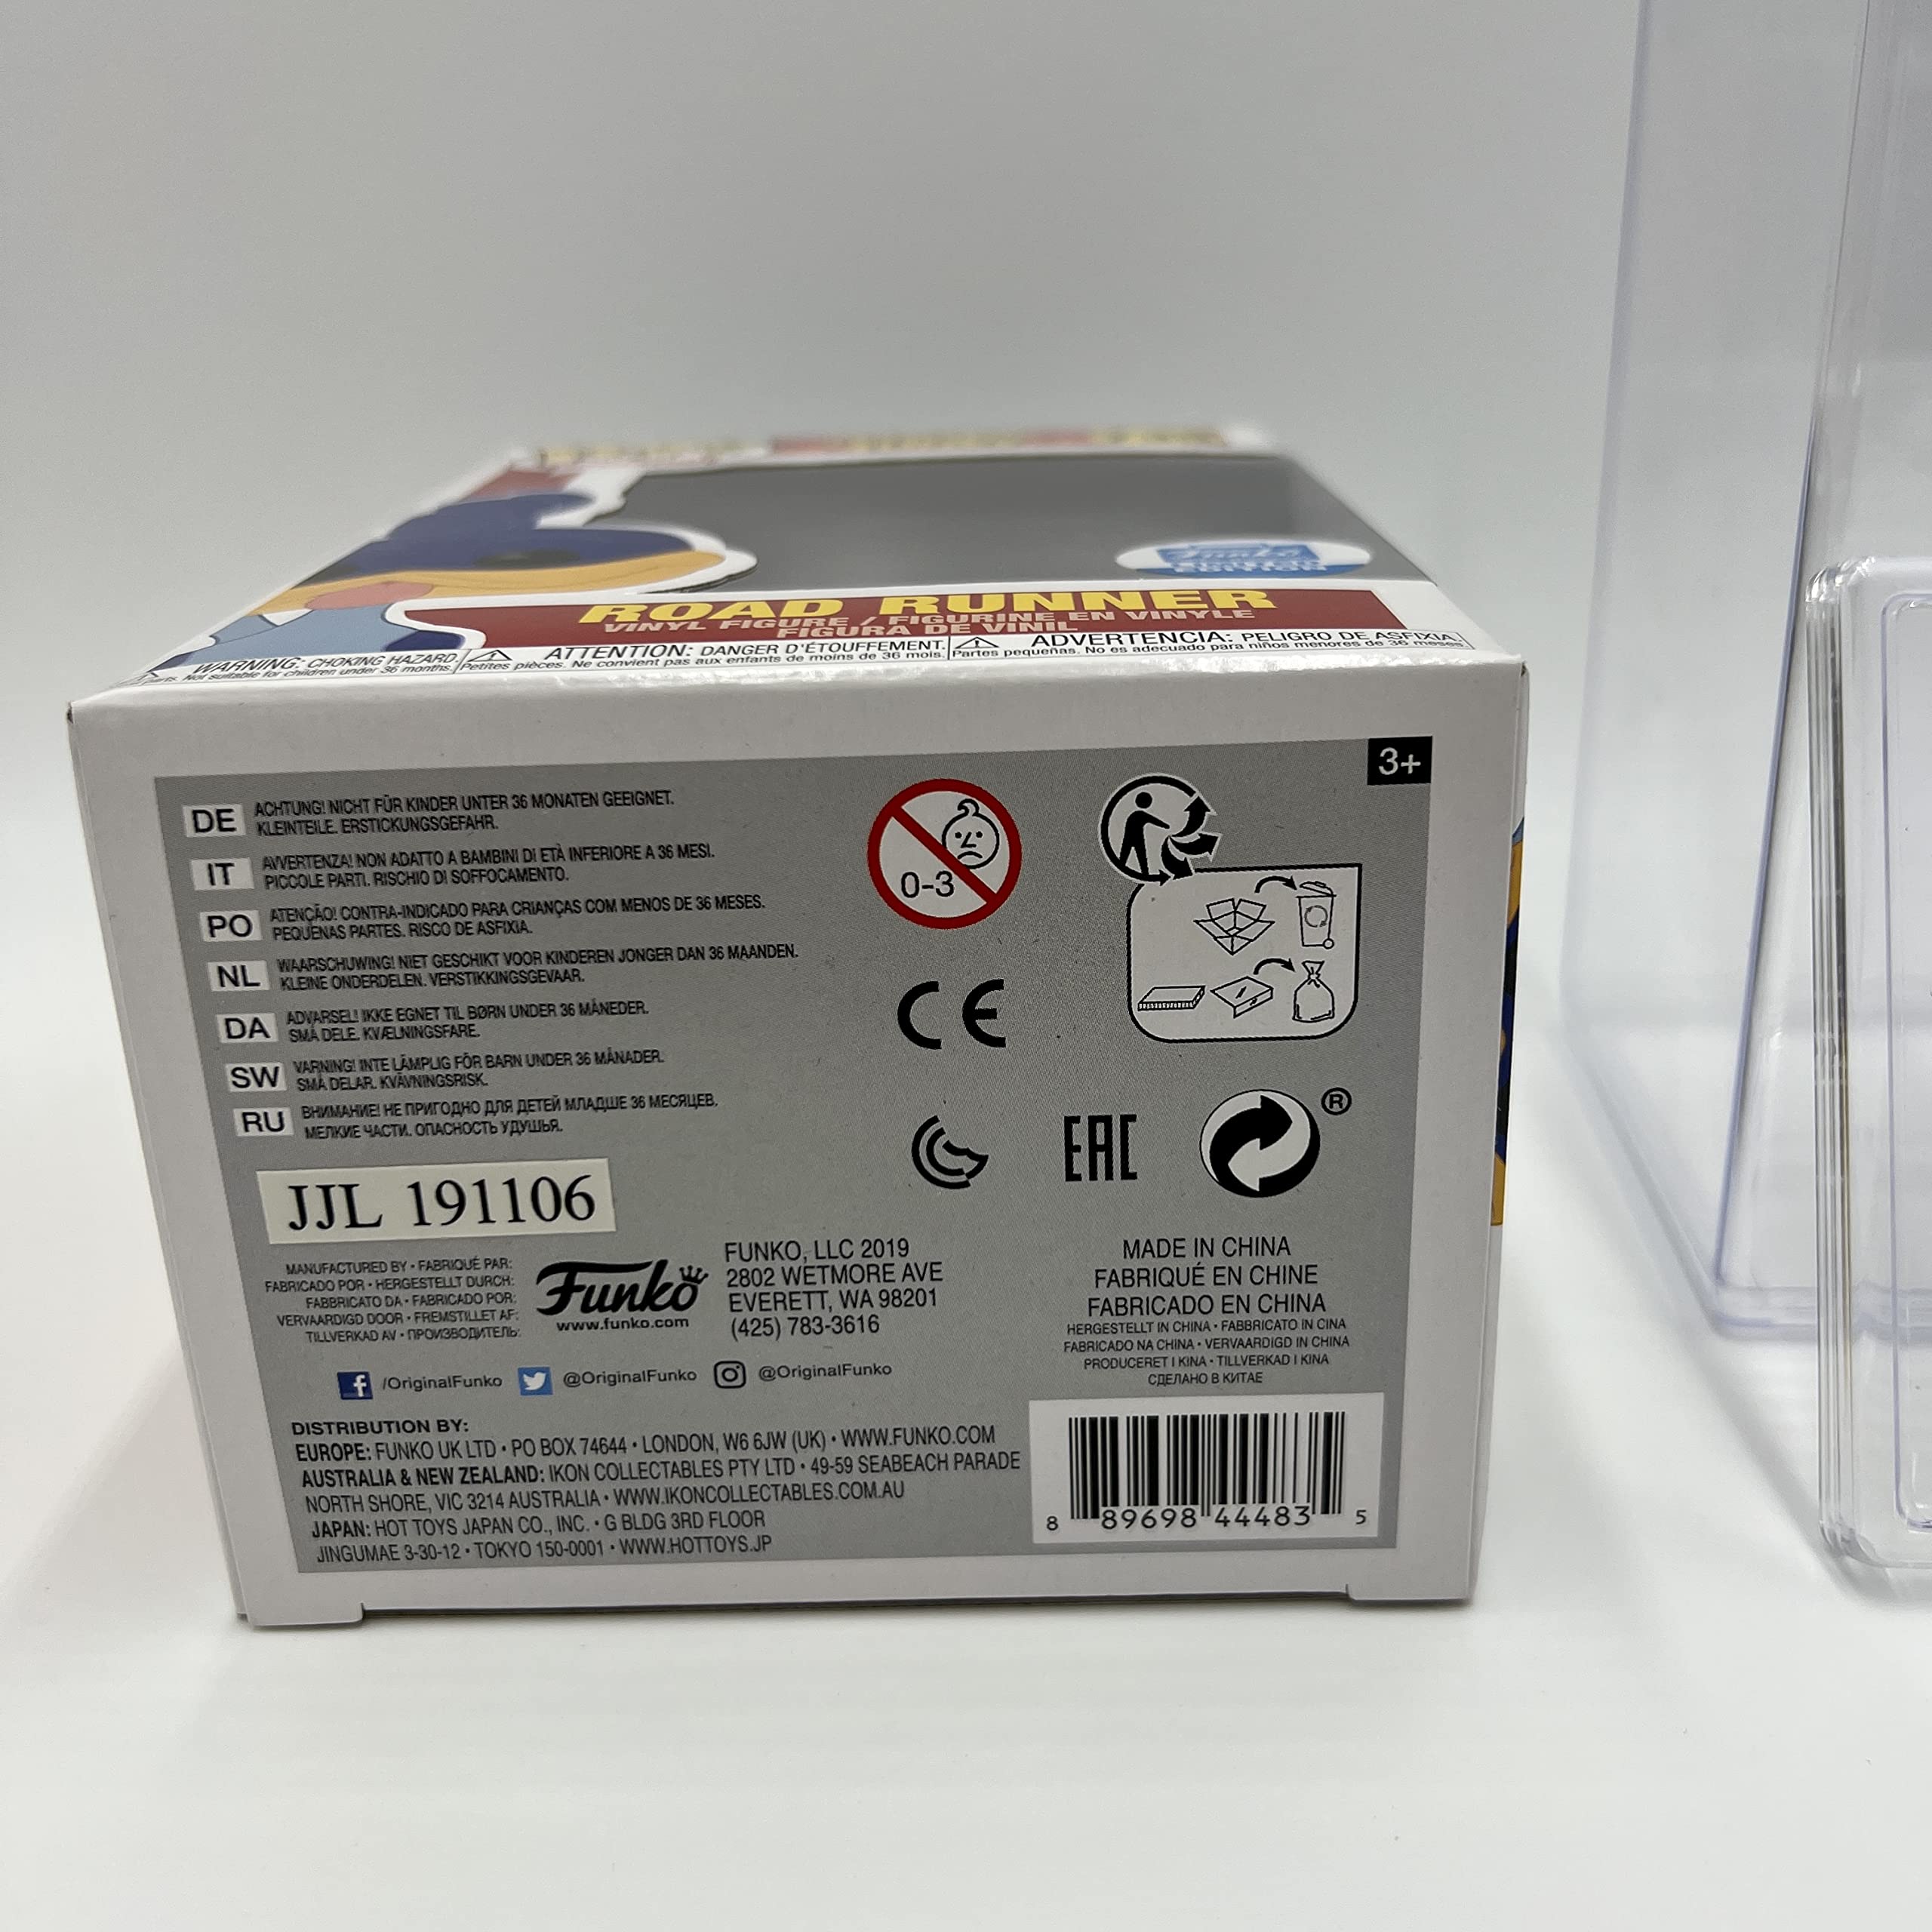 ROAD RUNNER
VINYL FIGURE / FIGURINE EN VINYLE
FIGURA DE VINIL
WARNING: CHOKING HAZARD.
parts. Not suitable for children under 36 months.
ATTENTION: DANGER D'ÉTOUFFEMENT.
Petites pièces. Ne convient pas aux enfants de moins de 36 mois.
ADVERTENCIA: PELIGRO DE ASFIXIA.
Partes pequeñas. No es adecuado para niños menores de 36 meses.
3+
DE ACHTUNG! NICHT FÜR KINDER UNTER 36 MONATEN GEEIGNET.
KLEINTEILE. ERSTICKUNGSGEFAHR.
IT AVVERTENZA! NON ADATTO A BAMBINI DI ETÀ INFERIORE A 36 MESI.
PICCOLE PARTI. RISCHIO DI SOFFOCAMENTO.
PO ATENÇÃO! CONTRA-INDICADO PARA CRIANÇAS COM MENOS DE 36 MESES.
PEQUENAS PARTES. RISCO DE ASFIXIA.
NL WAARSCHUWING! NIET GESCHIKT VOOR KINDEREN JONGER DAN 36 MAANDEN.
KLEINE ONDERDELEN. VERSTIKKINGSGEVAAR.
DA ADVARSEL! IKKE EGNET TIL BØRN UNDER 36 MÅNEDER.
SMÅ DELE. KVÆLNINGSFARE.
SW VARNING! INTE LÄMPLIG FÖR BARN UNDER 36 MÅNADER.
SMÅ DELAR. KVÄVNINGSRISK.
RU ВНИМАНИЕ! НЕ ПРИГОДНО ДЛЯ ДЕТЕЙ МЛАДШЕ 36 МЕСЯЦЕВ.
МЕЛКИЕ ЧАСТИ. ОПАСНОСТЬ УДУШЬЯ.
0-3
CE
EAC
®
JJL 191106
MANUFACTURED BY • FABRIQUÉ PAR:
FABRICADO POR • HERGESTELLT DURCH:
FABBRICATO DA • FABRICADO POR:
VERVAARDIGD DOOR • FREMSTILLET AF:
TILLVERKAD AV • ПРОИЗВОДИТЕЛЬ:
Funko
www.funko.com
FUNKO, LLC 2019
2802 WETMORE AVE
EVERETT, WA 98201
(425) 783-3616
MADE IN CHINA
FABRIQUÉ EN CHINE
FABRICADO EN CHINA
HERGESTELLT IN CHINA • FABBRICATO IN CINA
FABRICADO NA CHINA • VERVAARDIGD IN CHINA
PRODUCERET I KINA • TILLVERKAD I KINA
СДЕЛАНО В КИТАЕ
/OriginalFunko @OriginalFunko @OriginalFunko
DISTRIBUTION BY:
EUROPE: FUNKO UK LTD • PO BOX 74644 • LONDON, W6 6JW (UK) • WWW.FUNKO.COM
AUSTRALIA & NEW ZEALAND: IKON COLLECTABLES PTY LTD • 49-59 SEABEACH PARADE
NORTH SHORE, VIC 3214 AUSTRALIA • WWW.IKONCOLLECTABLES.COM.AU
JAPAN: HOT TOYS JAPAN CO., INC. • G BLDG 3RD FLOOR
JINGUMAE 3-30-12 • TOKYO 150-0001 • WWW.HOTTOYS.JP
8 89698 44483 5